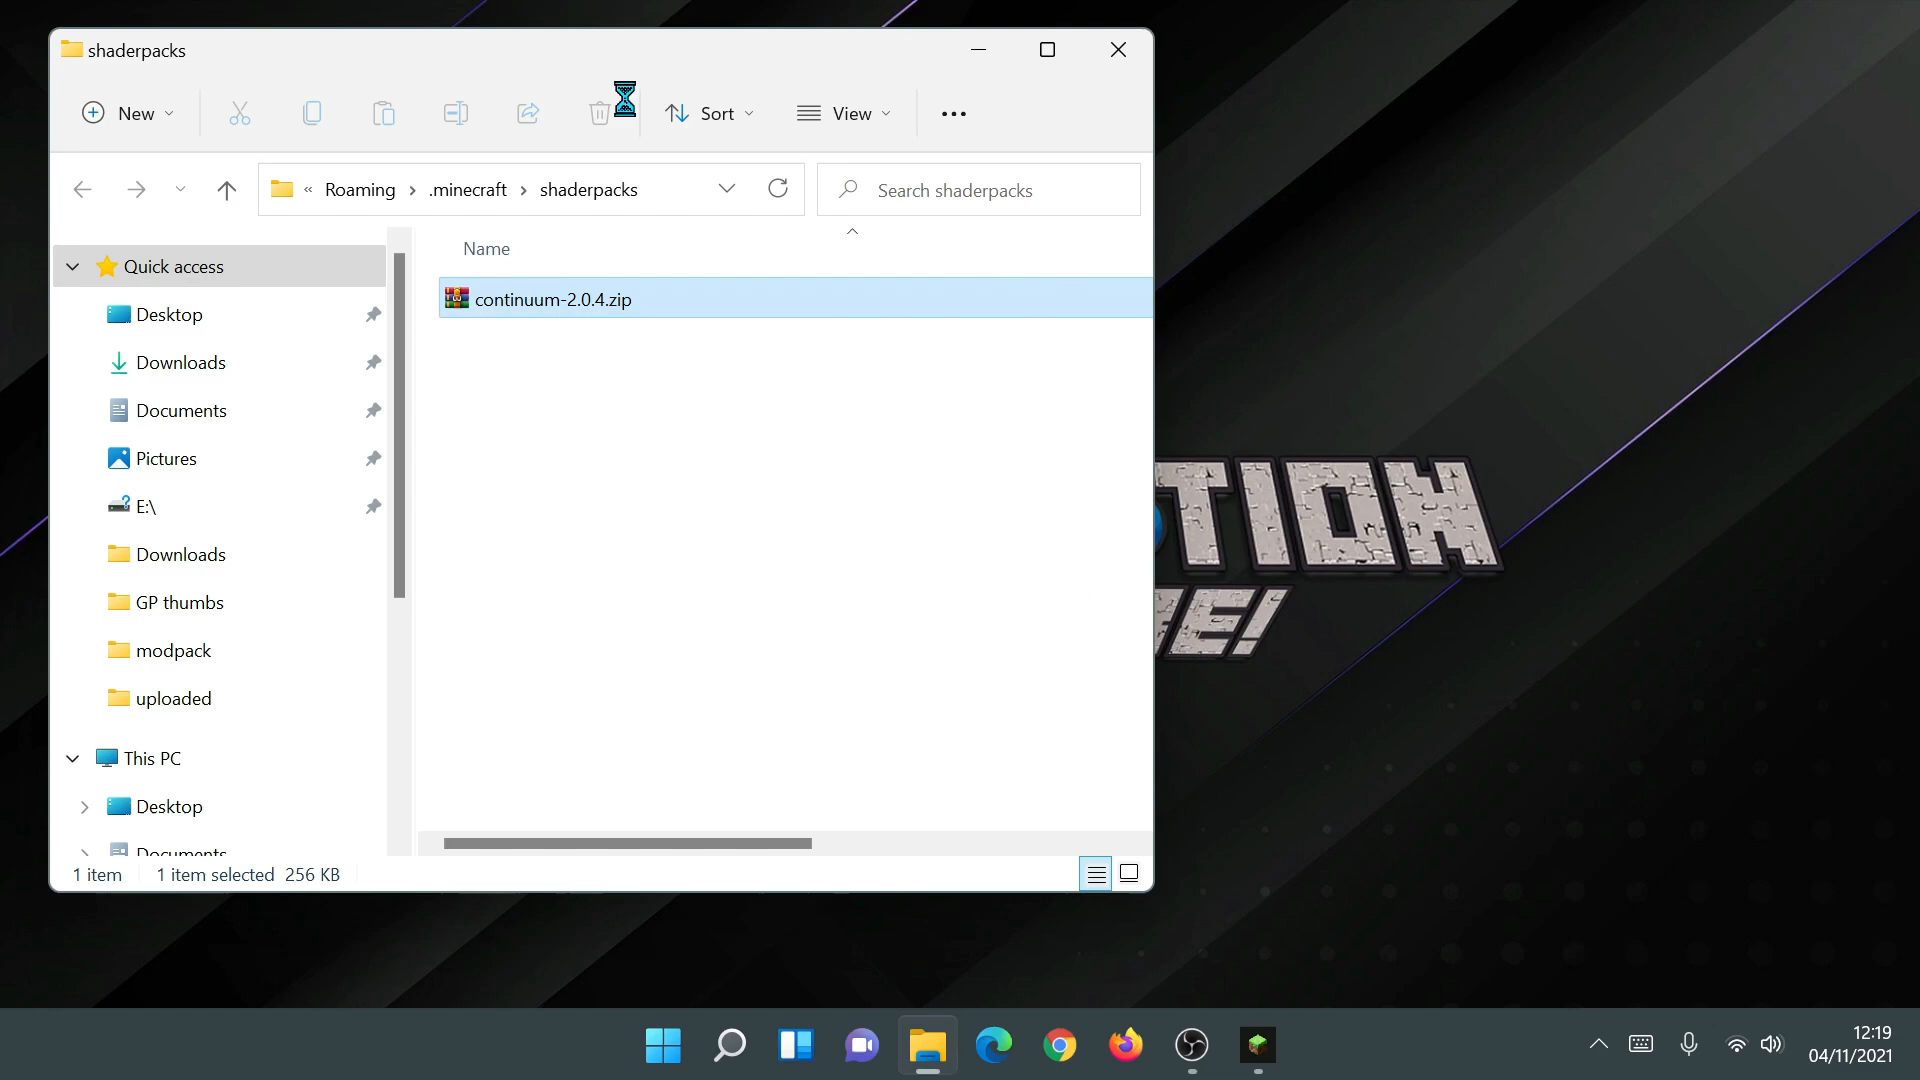 shaderpacks
New
Sort
View
« Roaming > .minecraft > shaderpacks
Search shaderpacks
Name
Quick access
continuum-2.0.4.zip
Desktop
Downloads
Documents
Pictures
E:\
Downloads
GP thumbs
modpack
uploaded
This PC
Desktop
Documents
1 item
1 item selected 256 KB
TION
E!
12:19
04/11/2021